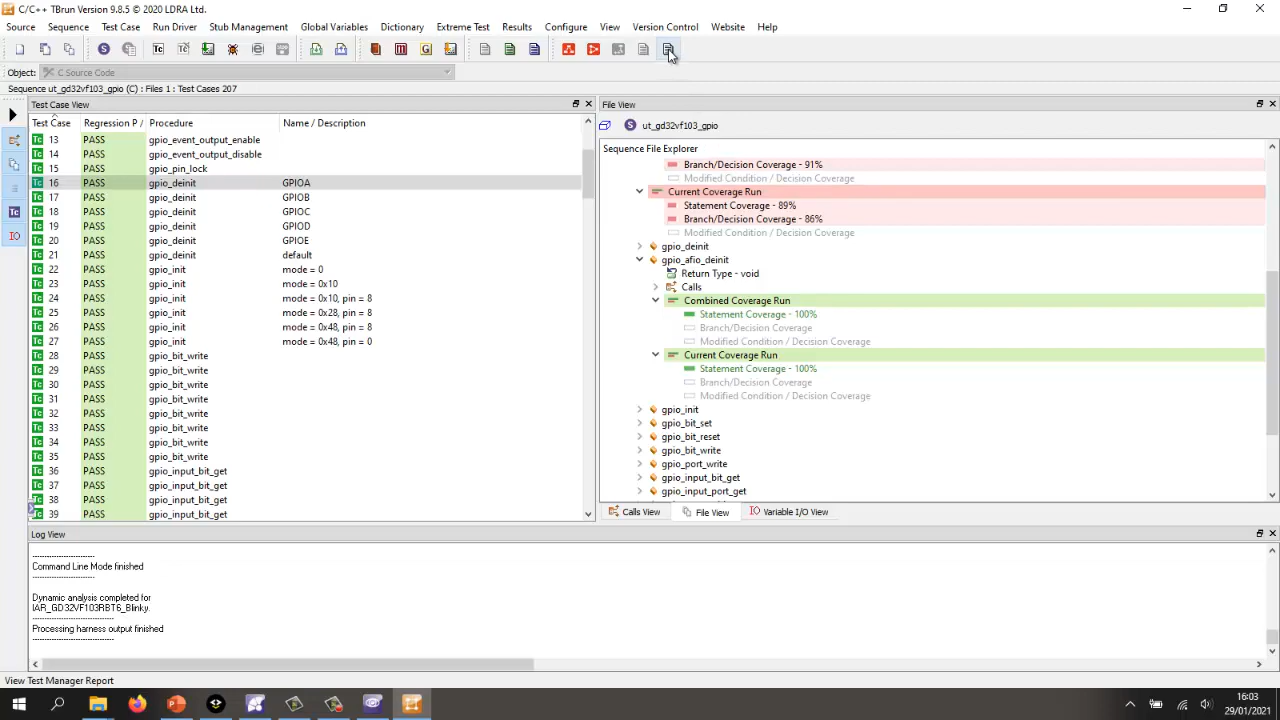 C/C++ TBrun Version 9.8.5 © 2020 LDRA Ltd.
Source Sequence Test Case Run Driver Stub Management Global Variables Dictionary Extreme Test Results Configure View Version Control Website Help
Object: C Source Code
Sequence ut_gd32vf103_gpio (C) : Files 1 : Test Cases 207
Test Case View
Test Case Regression P / Procedure Name / Description
13 PASS gpio_event_output_enable
14 PASS gpio_event_output_disable
15 PASS gpio_pin_lock
16 PASS gpio_deinit GPIOA
17 PASS gpio_deinit GPIOB
18 PASS gpio_deinit GPIOC
19 PASS gpio_deinit GPIOD
20 PASS gpio_deinit GPIOE
21 PASS gpio_deinit default
22 PASS gpio_init mode = 0
23 PASS gpio_init mode = 0x10
24 PASS gpio_init mode = 0x10, pin = 8
25 PASS gpio_init mode = 0x28, pin = 8
26 PASS gpio_init mode = 0x48, pin = 8
27 PASS gpio_init mode = 0x48, pin = 0
28 PASS gpio_bit_write
29 PASS gpio_bit_write
30 PASS gpio_bit_write
31 PASS gpio_bit_write
32 PASS gpio_bit_write
33 PASS gpio_bit_write
34 PASS gpio_bit_write
35 PASS gpio_bit_write
36 PASS gpio_input_bit_get
37 PASS gpio_input_bit_get
38 PASS gpio_input_bit_get
39 PASS gpio_input_bit_get
File View
ut_gd32vf103_gpio
Sequence File Explorer
Branch/Decision Coverage - 91%
Modified Condition / Decision Coverage
Current Coverage Run
Statement Coverage - 89%
Branch/Decision Coverage - 86%
Modified Condition / Decision Coverage
gpio_deinit
gpio_afio_deinit
Return Type - void
Calls
Combined Coverage Run
Statement Coverage - 100%
Branch/Decision Coverage
Modified Condition / Decision Coverage
Current Coverage Run
Statement Coverage - 100%
Branch/Decision Coverage
Modified Condition / Decision Coverage
gpio_init
gpio_bit_set
gpio_bit_reset
gpio_bit_write
gpio_port_write
gpio_input_bit_get
gpio_input_port_get
Calls View File View Variable I/O View
Log View
------------------------
Command Line Mode finished
------------------------
Dynamic analysis completed for
IAR_GD32VF103RBT6_Blinky.
-------------------------------
Processing harness output finished
-------------------------------
View Test Manager Report
16:03
29/01/2021